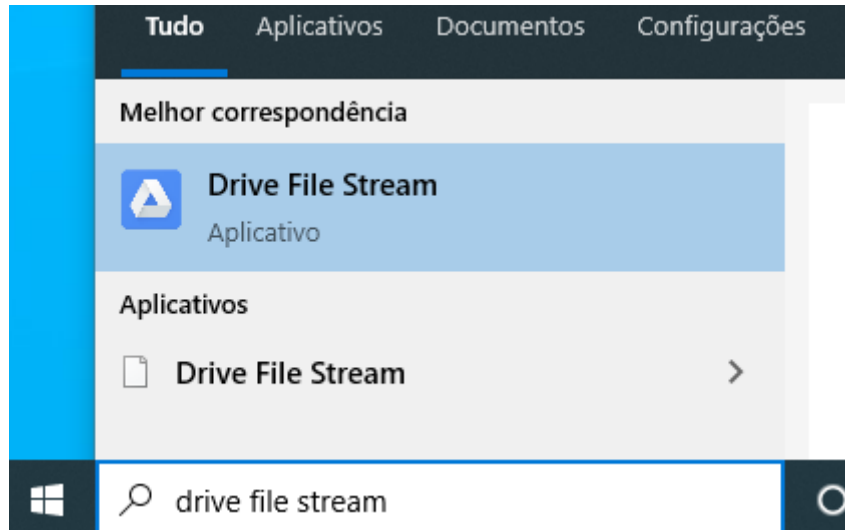 Tudo Aplicativos Documentos Configurações
Melhor correspondência
Drive File Stream
Aplicativo
Aplicativos
Drive File Stream
drive file stream